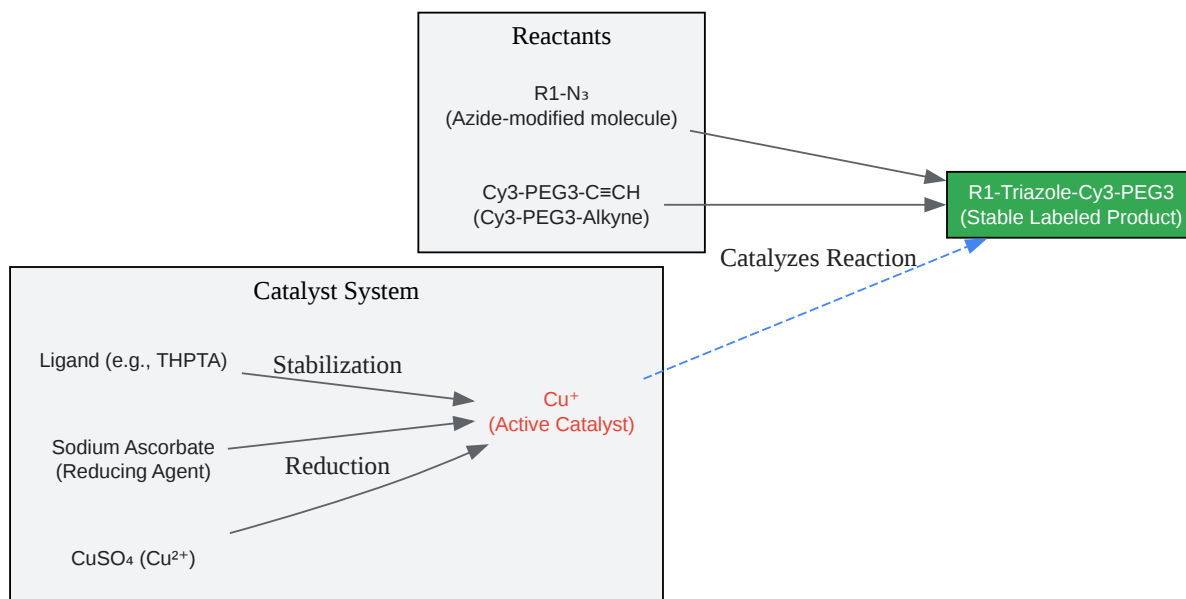 Reactants
R1-N₃
(Azide-modified molecule)
Cy3-PEG3-C≡CH
(Cy3-PEG3-Alkyne)
R1-Triazole-Cy3-PEG3
(Stable Labeled Product)
Catalyzes Reaction
Catalyst System
Ligand (e.g., THPTA)
Stabilization
Cu⁺
(Active Catalyst)
Sodium Ascorbate
(Reducing Agent)
Reduction
CuSO₄ (Cu²⁺)